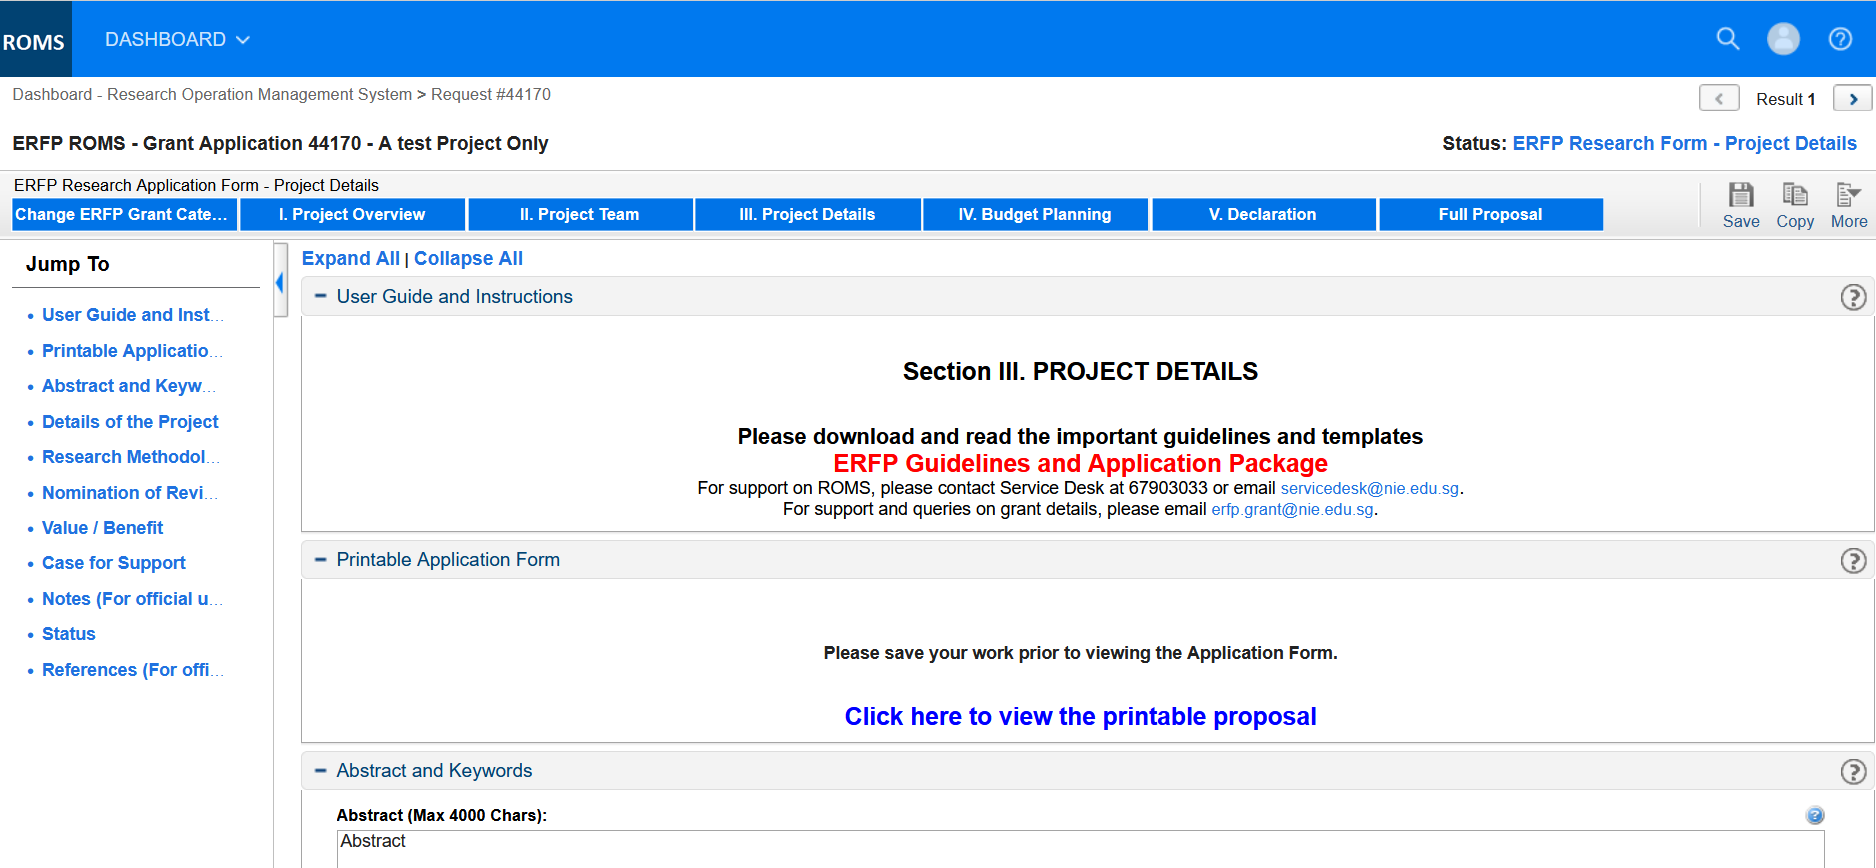 ROMS
DASHBOARD
Dashboard - Research Operation Management System > Request #44170
Result 1
ERFP ROMS - Grant Application 44170 - A test Project Only
Status: ERFP Research Form - Project Details
ERFP Research Application Form - Project Details
Change ERFP Grant Cate...
I. Project Overview
II. Project Team
III. Project Details
IV. Budget Planning
V. Declaration
Full Proposal
Save
Copy
More
Jump To
User Guide and Inst...
Printable Applicatio...
Abstract and Keyw...
Details of the Project
Research Methodol...
Nomination of Revi...
Value / Benefit
Case for Support
Notes (For official u...
Status
References (For offi...
Expand All | Collapse All
User Guide and Instructions
Section III. PROJECT DETAILS
Please download and read the important guidelines and templates
ERFP Guidelines and Application Package
For support on ROMS, please contact Service Desk at 67903033 or email servicedesk@nie.edu.sg.
For support and queries on grant details, please email erfp.grant@nie.edu.sg.
Printable Application Form
Please save your work prior to viewing the Application Form.
Click here to view the printable proposal
Abstract and Keywords
Abstract (Max 4000 Chars):
Abstract